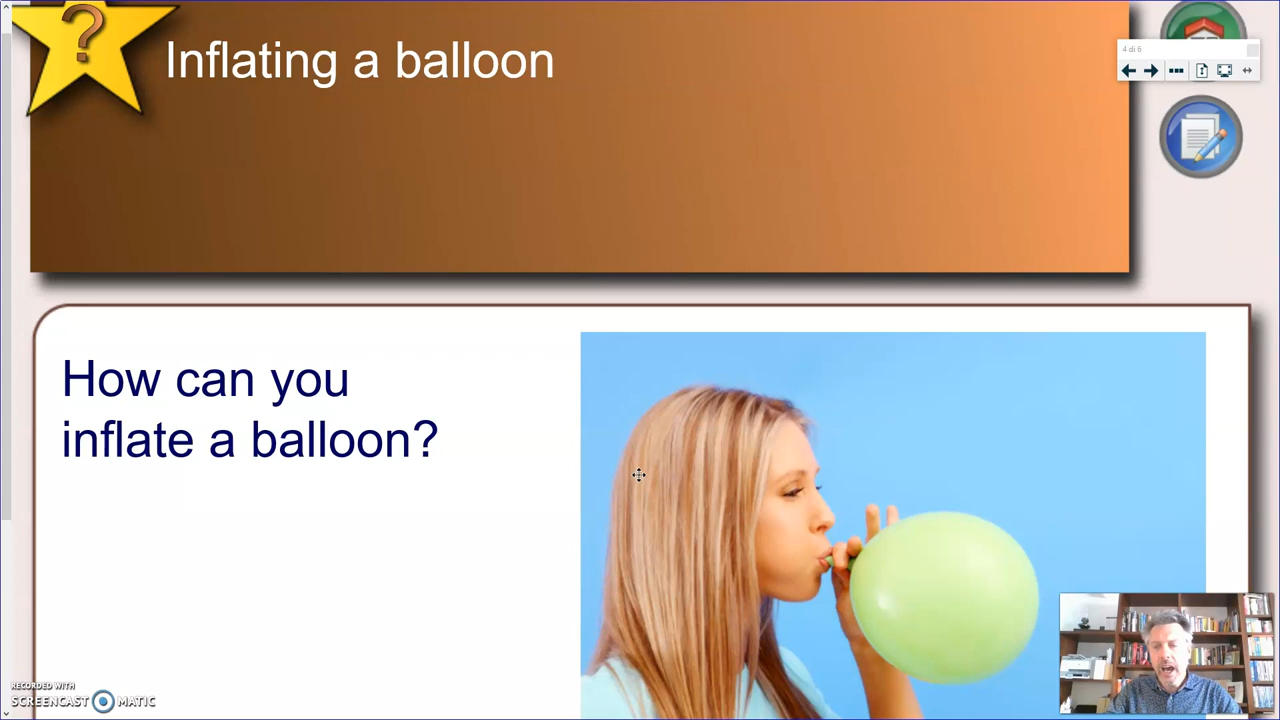 ?
Inflating a balloon
4 di 6
How can you
inflate a balloon?
RECORDED WITH
SCREENCAST MATIC